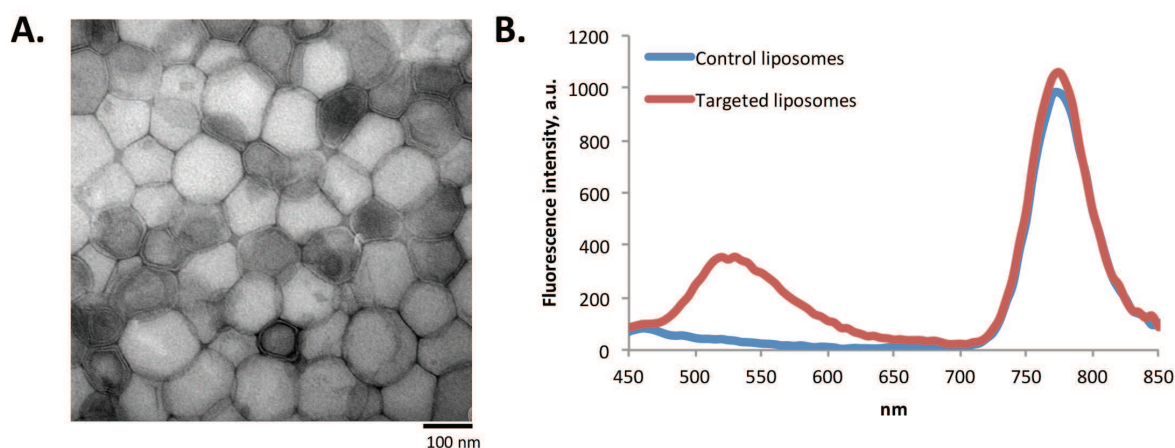 A.
100 nm
B.
Fluorescence intensity, a.u.
1200
1000
800
600
400
200
0
Control liposomes
Targeted liposomes
450 500 550 600 650 700 750 800 850
nm